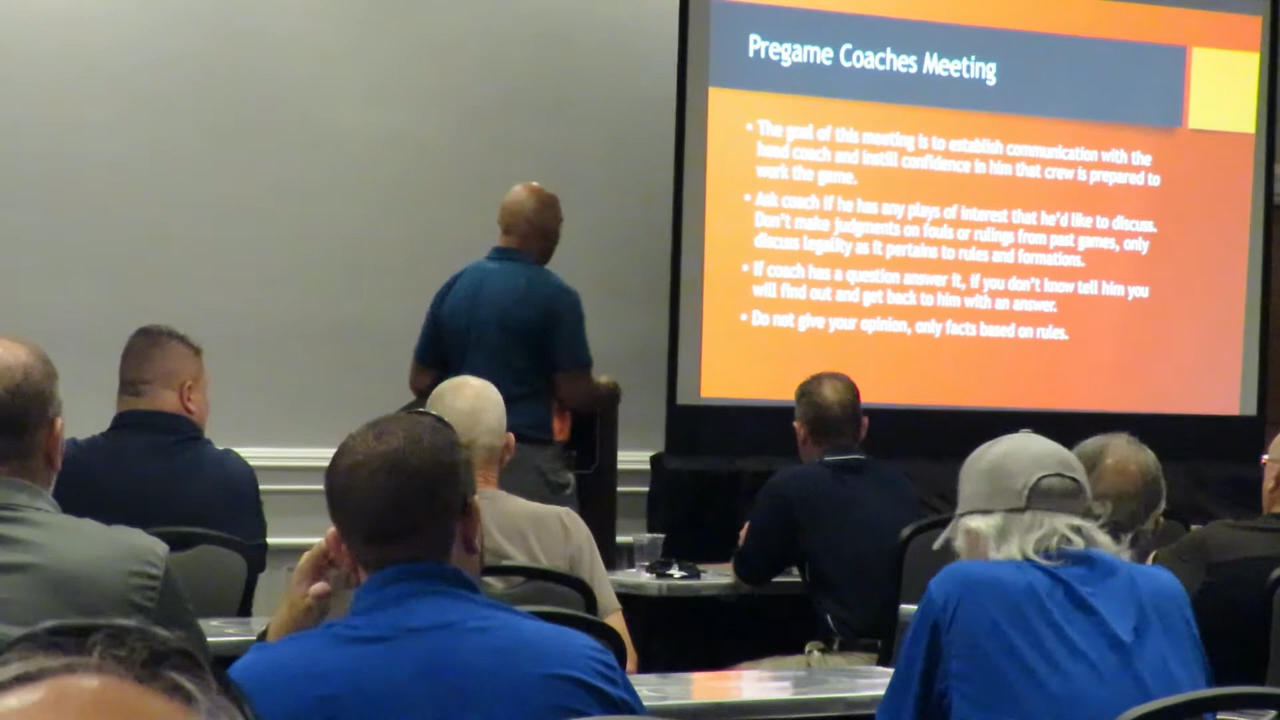 Pregame Coaches Meeting
• The goal of this meeting is to establish communication with the
head coach and instill confidence in him that crew is prepared to
work the game.
• Ask coach if he has any plays of interest that he'd like to discuss.
Don't make judgments on fouls or rulings from past games, only
discuss legality as it pertains to rules and formations.
• If coach has a question answer it, if you don't know tell him you
will find out and get back to him with an answer.
• Do not give your opinion, only facts based on rules.